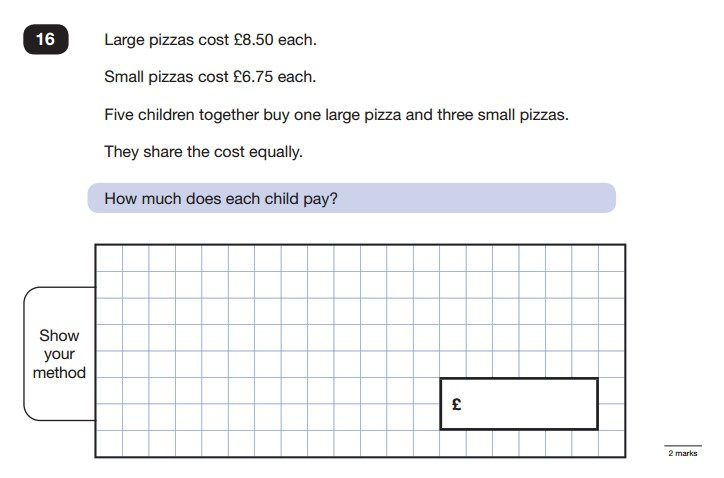 16
Large pizzas cost £8.50 each.
Small pizzas cost £6.75 each.
Five children together buy one large pizza and three small pizzas.
They share the cost equally.
How much does each child pay?
Show
your
method
£
2 marks